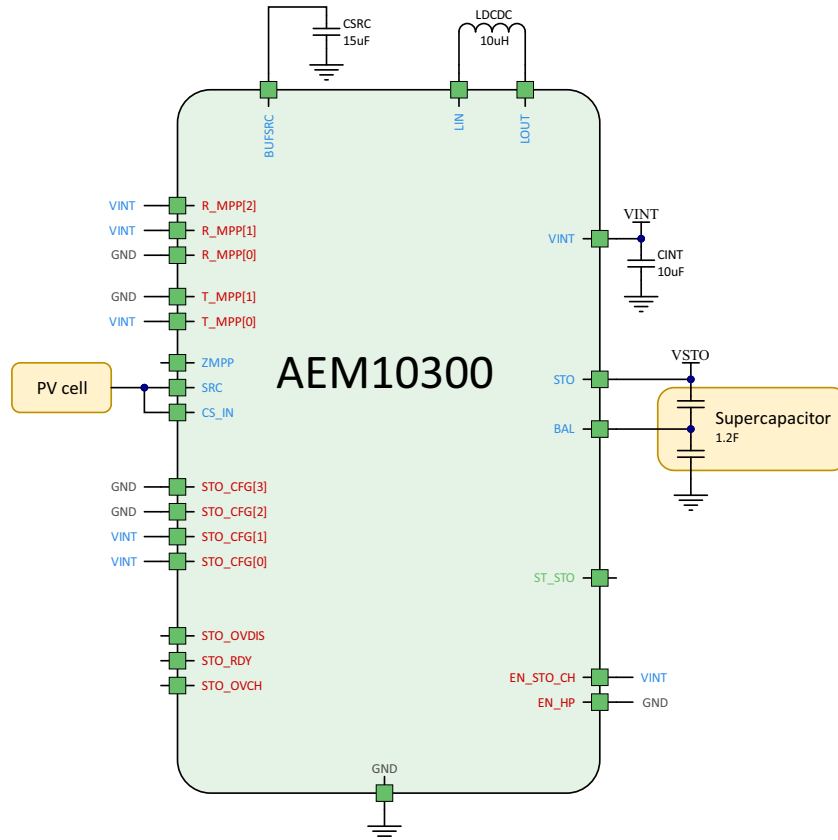 CSRC
15uF
LDCDC
10uH
BUFSRC
LIN
LOUT
VINT R_MPP[2]
VINT R_MPP[1]
GND R_MPP[0]
GND T_MPP[1]
VINT T_MPP[0]
ZMPP
PV cell SRC
CS_IN
AEM10300
VINT
VINT
CINT
10uF
VSTO
STO
BAL
Supercapacitor
1.2F
GND STO_CFG[3]
GND STO_CFG[2]
VINT STO_CFG[1]
VINT STO_CFG[0]
ST_STO
STO_OVDIS
STO_RDY
STO_OVCH
EN_STO_CH VINT
EN_HP GND
GND